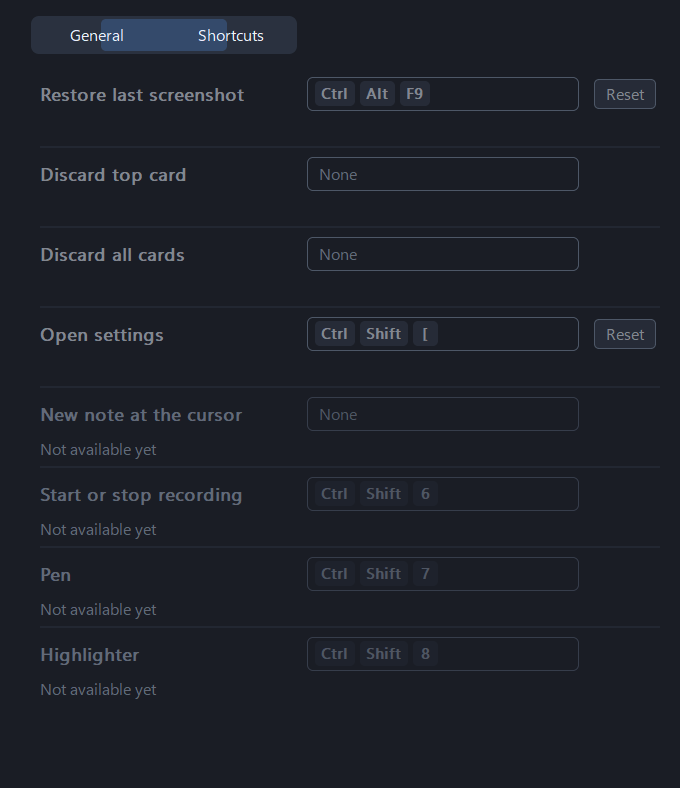 General Shortcuts
Restore last screenshot Ctrl Alt F9 Reset
Discard top card None
Discard all cards None
Open settings Ctrl Shift [ Reset
New note at the cursor None
Not available yet
Start or stop recording Ctrl Shift 6
Not available yet
Pen Ctrl Shift 7
Not available yet
Highlighter Ctrl Shift 8
Not available yet